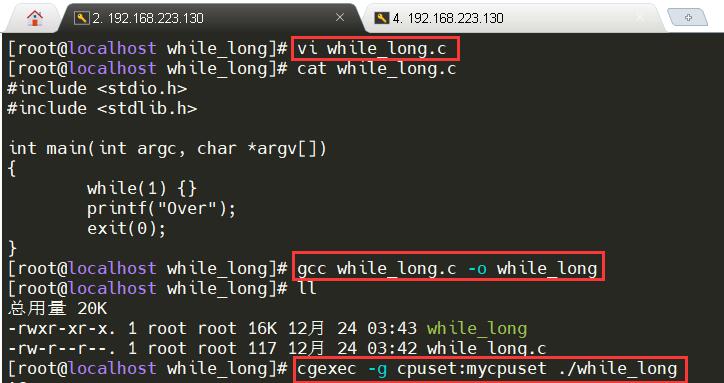 2. 192.168.223.130
4. 192.168.223.130
[root@localhost while_long]# vi while_long.c
[root@localhost while_long]# cat while_long.c
#include <stdio.h>
#include <stdlib.h>
int main(int argc, char *argv[])
{
        while(1) {}
        printf("Over");
        exit(0);
}
[root@localhost while_long]# gcc while_long.c -o while_long
[root@localhost while_long]# ll
总用量 20K
-rwxr-xr-x. 1 root root 16K 12月 24 03:43 while_long
-rw-r--r--. 1 root root 117 12月 24 03:42 while_long.c
[root@localhost while_long]# cgexec -g cpuset:mycpuset ./while_long